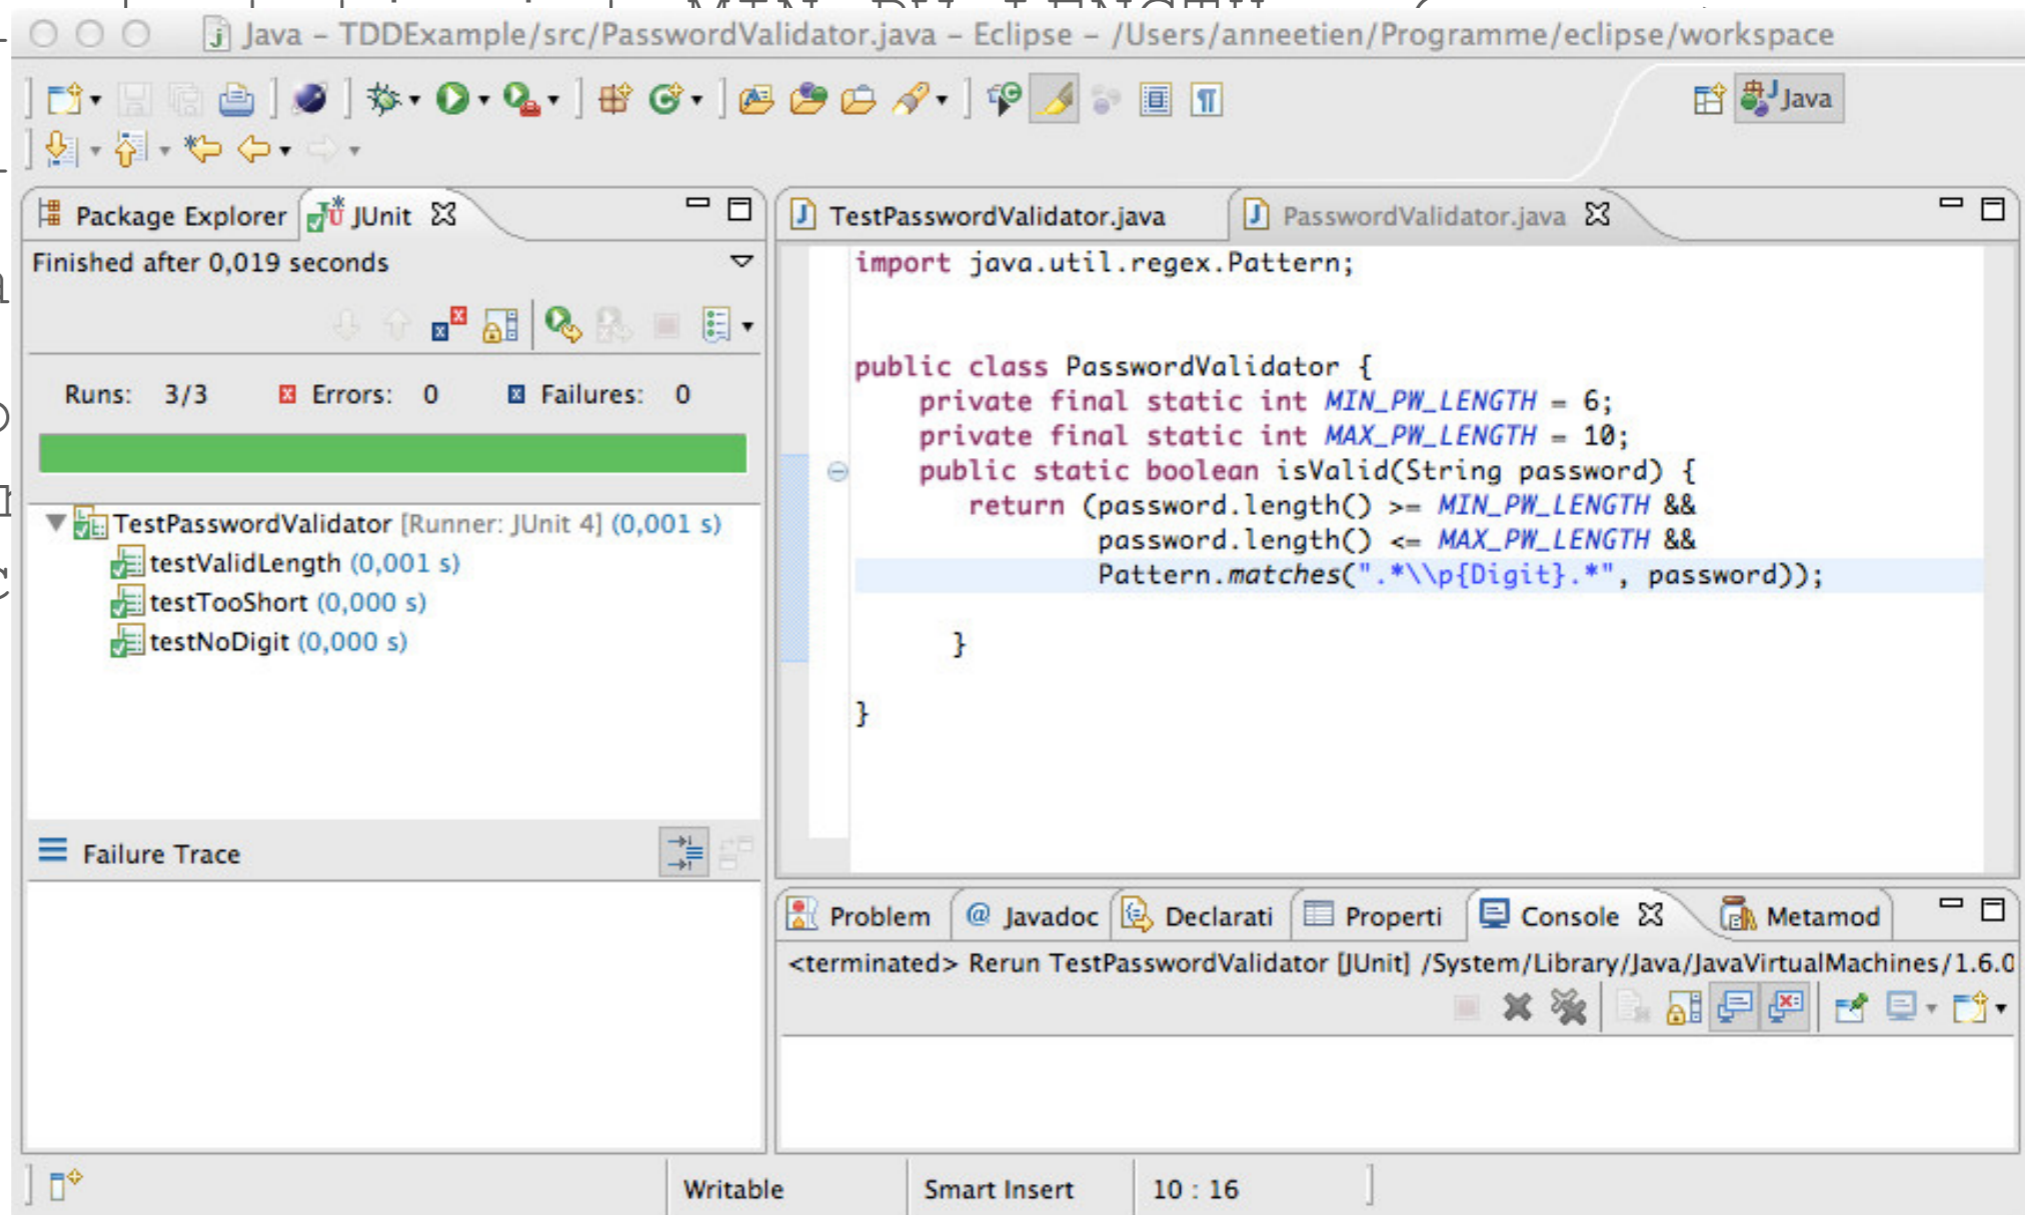 Java – TDDExample/src/PasswordValidator.java – Eclipse – /Users/anneetien/Programme/eclipse/workspace
Java
Package Explorer JUnit
Finished after 0,019 seconds
Runs: 3/3 Errors: 0 Failures: 0
TestPasswordValidator [Runner: JUnit 4] (0,001 s)
testValidLength (0,001 s)
testTooShort (0,000 s)
testNoDigit (0,000 s)
Failure Trace
TestPasswordValidator.java PasswordValidator.java
import java.util.regex.Pattern;
public class PasswordValidator {
private final static int MIN_PW_LENGTH = 6;
private final static int MAX_PW_LENGTH = 10;
public static boolean isValid(String password) {
return (password.length() >= MIN_PW_LENGTH &&
password.length() <= MAX_PW_LENGTH &&
Pattern.matches(".*\\p{Digit}.*", password));
}
}
Problem Javadoc Declarati Properti Console Metamod
<terminated> Rerun TestPasswordValidator [JUnit] /System/Library/Java/JavaVirtualMachines/1.6.0
Writable Smart Insert 10 : 16